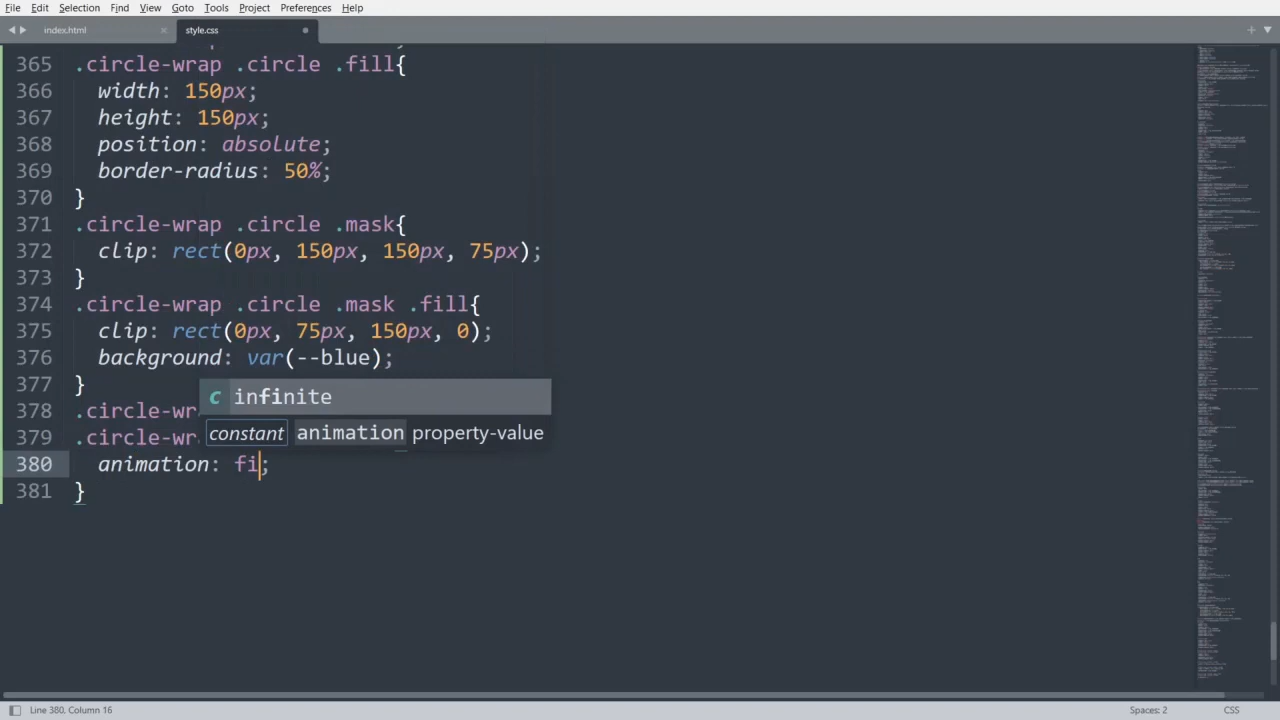 File Edit Selection Find View Goto Tools Project Preferences Help
index.html × style.css
365 .circle-wrap .circle .fill{
366 width: 150px;
367 height: 150px;
368 position: absolute;
369 border-radius: 50%;
370 }
371 .circle-wrap .circle .mask{
372 clip: rect(0px, 150px, 150px, 75px);
373 }
374 .circle-wrap .circle .mask .fill{
375 clip: rect(0px, 75px, 150px, 0);
376 background: var(--blue);
377 }
c infinite
378 .circle-wr
constant animation property-value
379 .circle-wr
380 animation: fi;
381 }
Line 380, Column 16 Spaces: 2 CSS